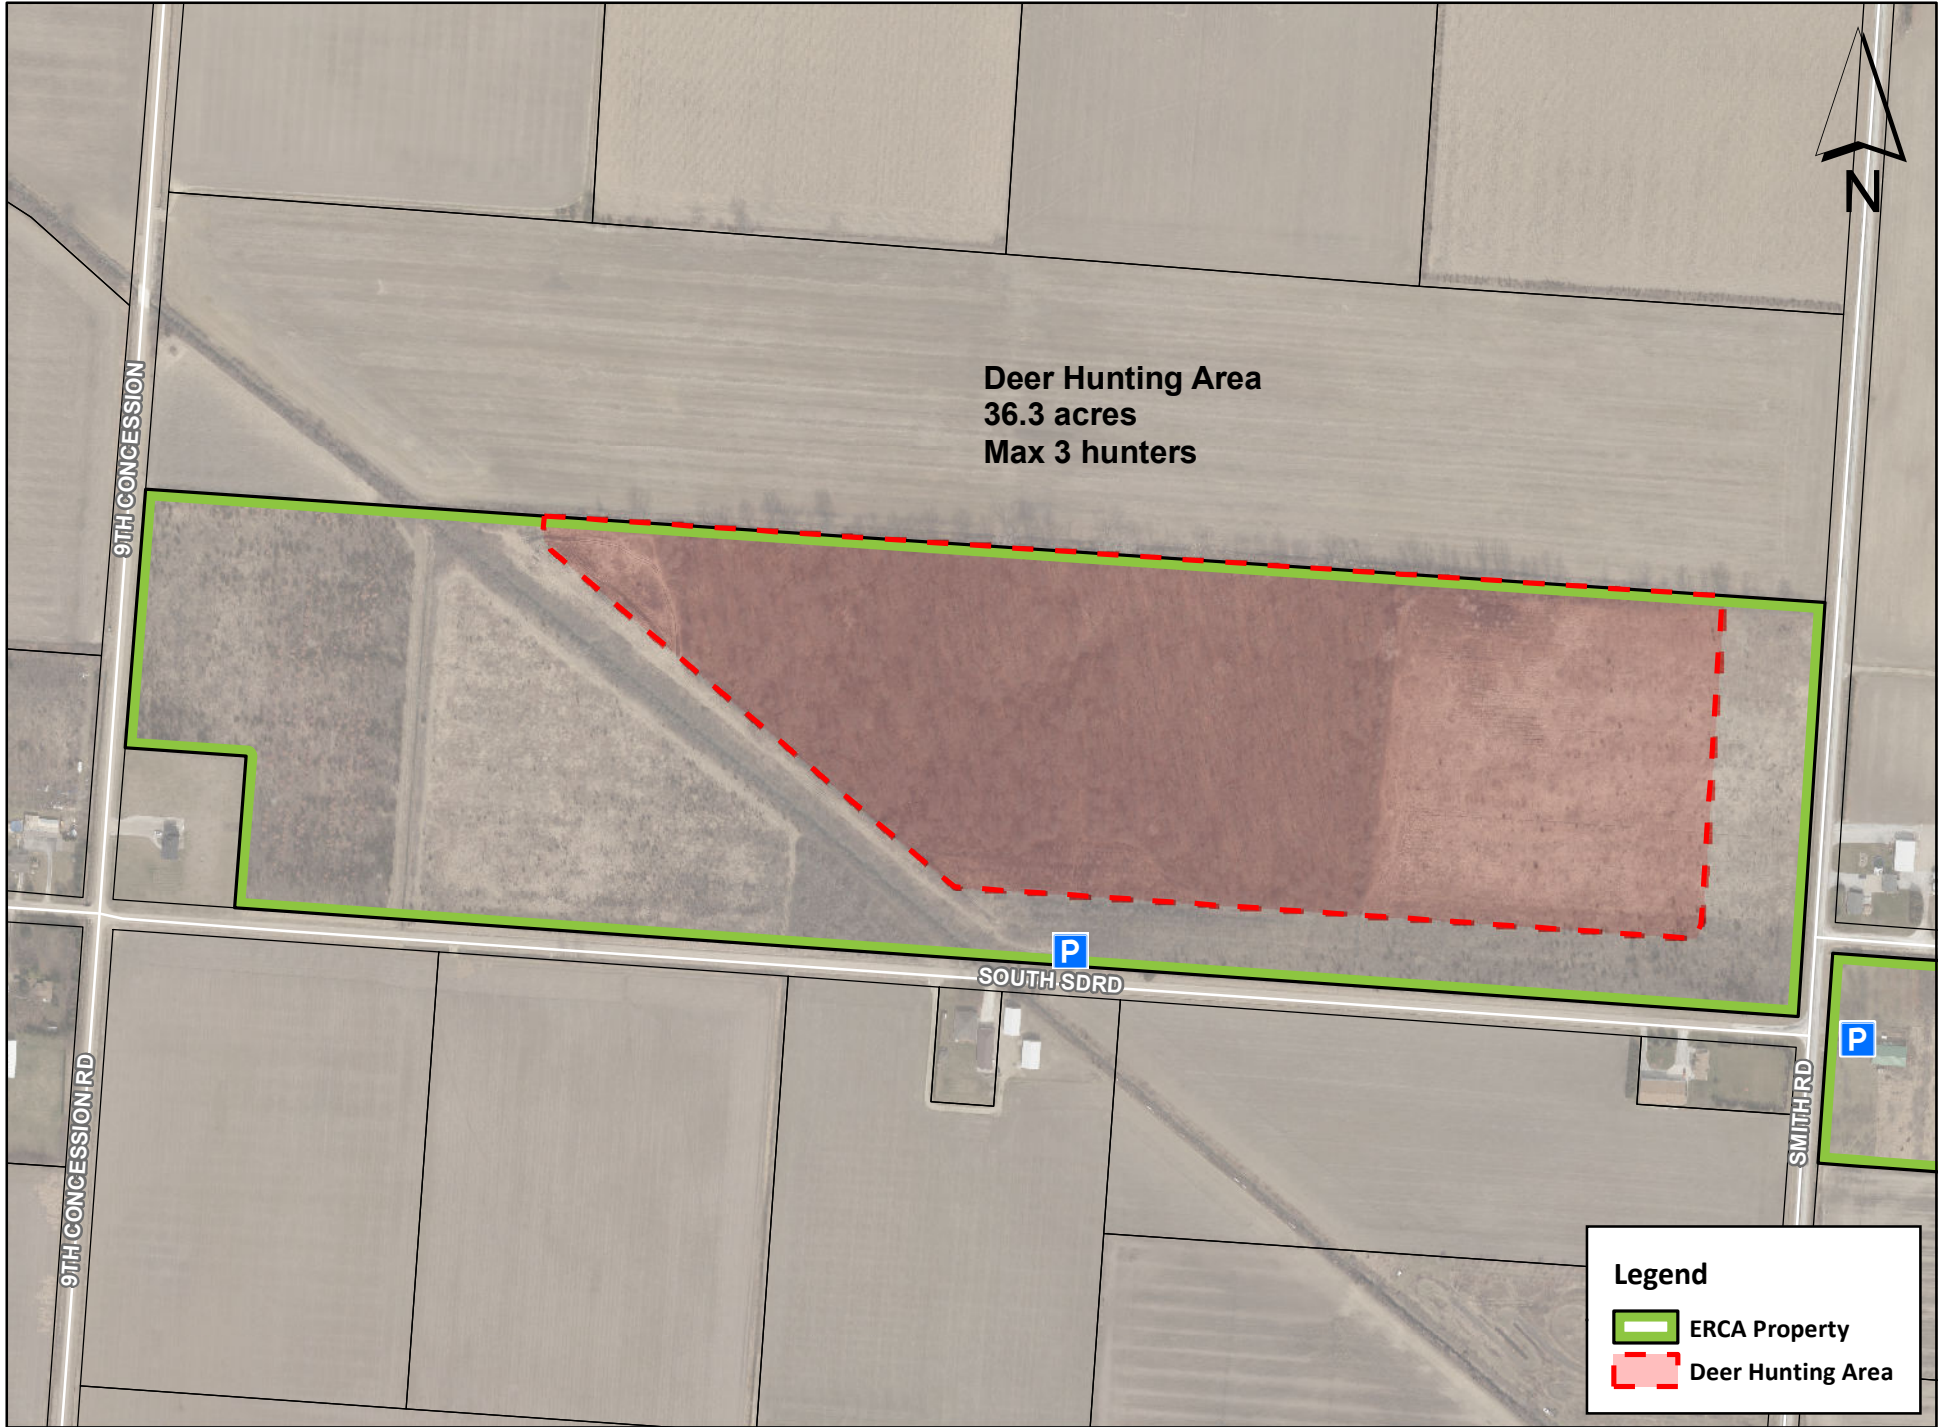 N
Deer Hunting Area
36.3 acres
Max 3 hunters
9TH CONCESSION
P
SOUTH SDRD
P
9TH CONCESSION RD
SMITH RD
Legend
ERCA Property
Deer Hunting Area